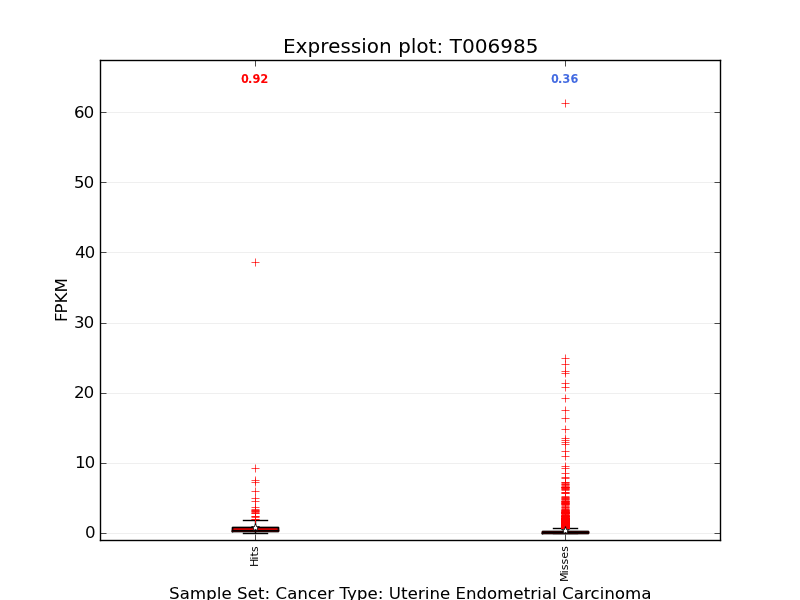 Expression plot: T006985
0.92 0.36
60
50
40
30
20
10
0
FPKM
Hits Misses
Sample Set: Cancer Type: Uterine Endometrial Carcinoma